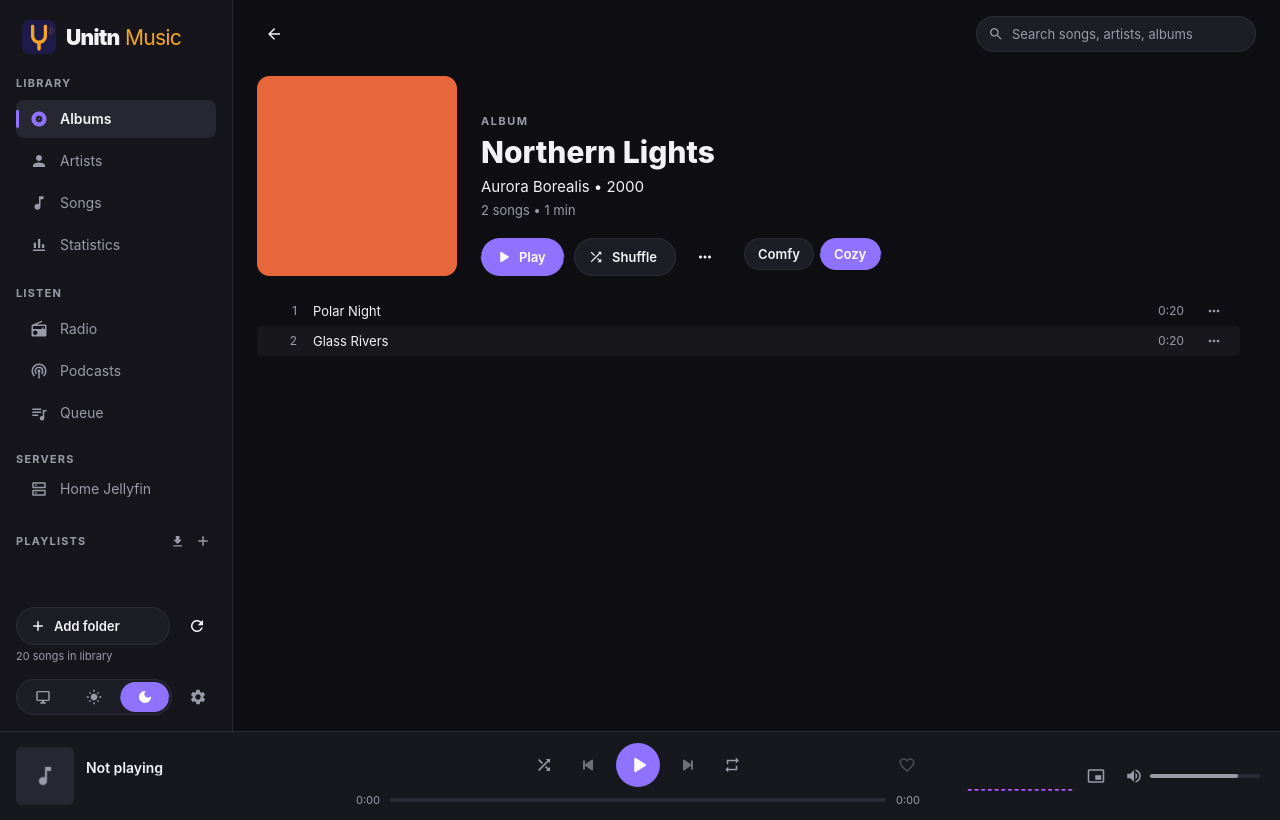 Unitn Music
LIBRARY
Albums
Artists
Songs
Statistics
LISTEN
Radio
Podcasts
Queue
SERVERS
Home Jellyfin
PLAYLISTS
Add folder
20 songs in library
Search songs, artists, albums
ALBUM
Northern Lights
Aurora Borealis • 2000
2 songs • 1 min
Play Shuffle Comfy Cozy
1 Polar Night 0:20
2 Glass Rivers 0:20
Not playing
0:00 0:00